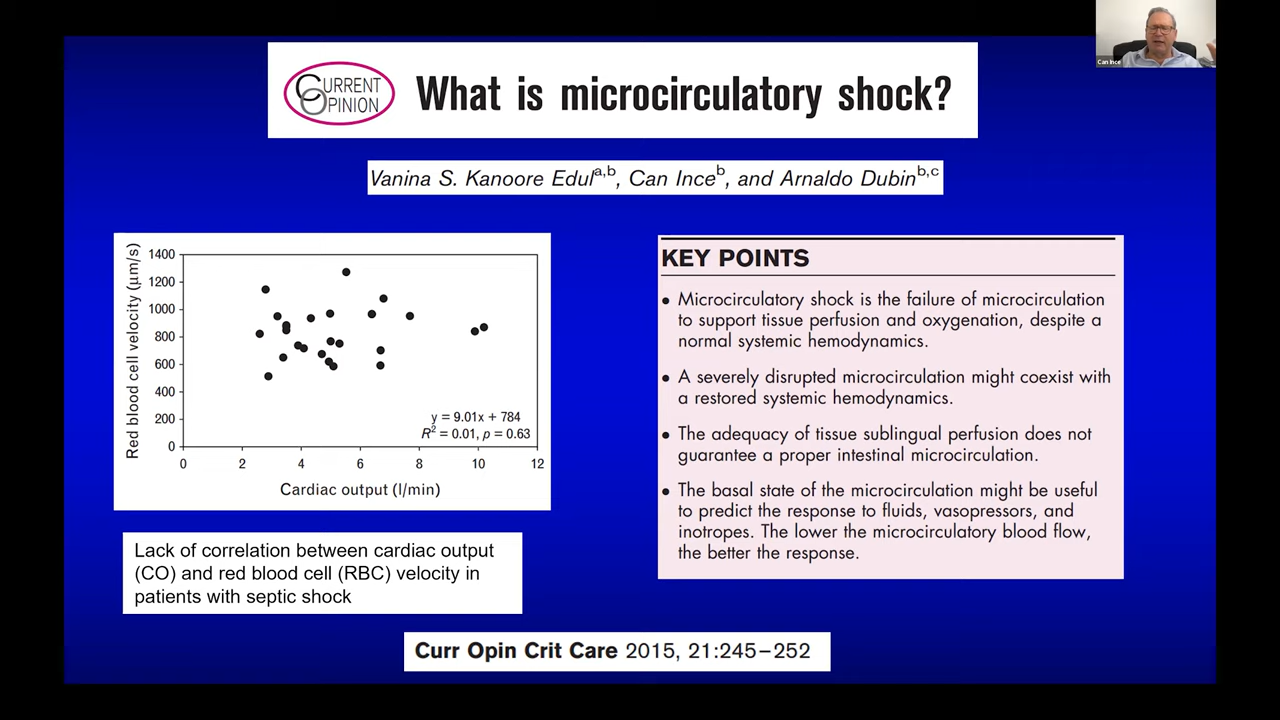 Can Ince
CURRENT
OPINION
What is microcirculatory shock?
Vanina S. Kanoore Edul^a,b, Can Ince^b, and Arnaldo Dubin^b,c
Red blood cell velocity (μm/s)
1400
1200
1000
800
600
400
200
0
y = 9.01x + 784
R² = 0.01, p = 0.63
0 2 4 6 8 10 12
Cardiac output (l/min)
Lack of correlation between cardiac output
(CO) and red blood cell (RBC) velocity in
patients with septic shock
KEY POINTS
• Microcirculatory shock is the failure of microcirculation
to support tissue perfusion and oxygenation, despite a
normal systemic hemodynamics.
• A severely disrupted microcirculation might coexist with
a restored systemic hemodynamics.
• The adequacy of tissue sublingual perfusion does not
guarantee a proper intestinal microcirculation.
• The basal state of the microcirculation might be useful
to predict the response to fluids, vasopressors, and
inotropes. The lower the microcirculatory blood flow,
the better the response.
Curr Opin Crit Care 2015, 21:245–252